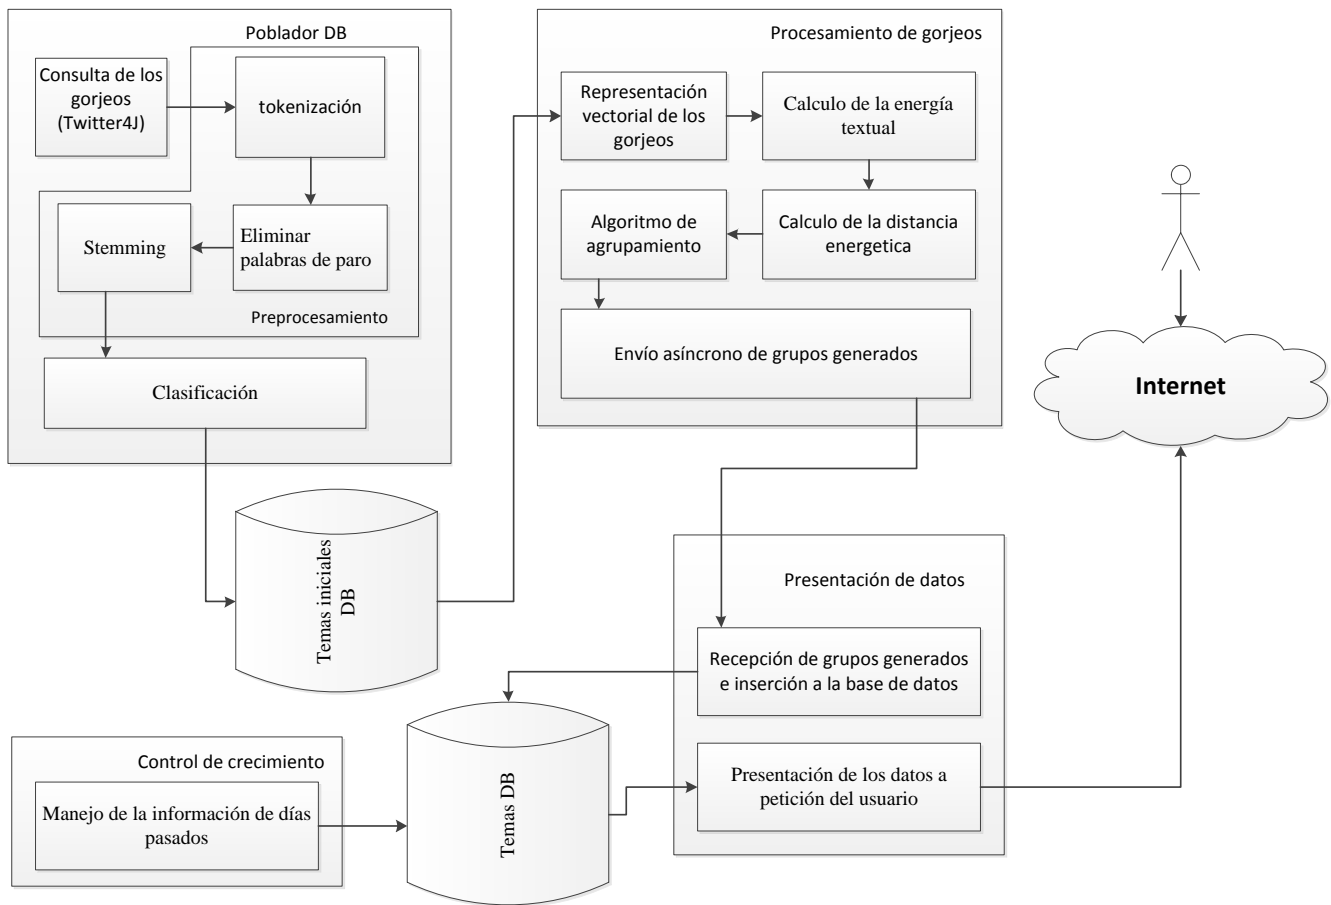 Poblador DB
Consulta de los
gorjeos
(Twitter4J)
tokenización
Stemming
Eliminar
palabras de paro
Preprocesamiento
Clasificación
Temas iniciales
DB
Procesamiento de gorjeos
Representación
vectorial de los
gorjeos
Calculo de la energía
textual
Algoritmo de
agrupamiento
Calculo de la distancia
energetica
Envío asíncrono de grupos generados
Internet
Presentación de datos
Recepción de grupos generados
e inserción a la base de datos
Presentación de los datos a
petición del usuario
Control de crecimiento
Manejo de la información de días
pasados
Temas DB